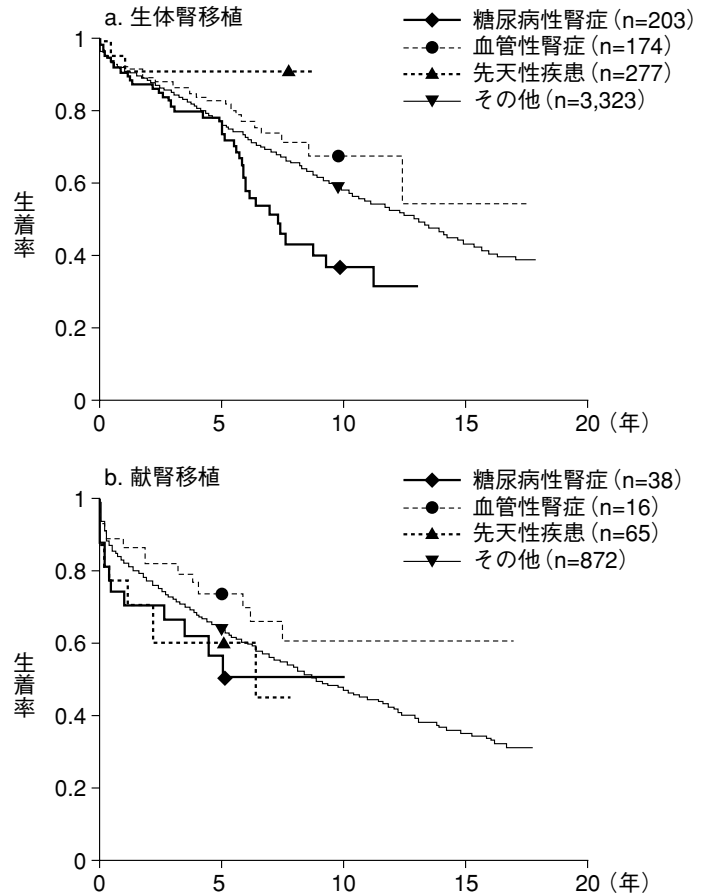 a. 生体腎移植
糖尿病性腎症（n=203）
血管性腎症（n=174）
先天性疾患（n=277）
その他（n=3,323）
生着率
1
0.8
0.6
0.4
0.2
0
0 5 10 15 20（年）
b. 献腎移植
糖尿病性腎症（n=38）
血管性腎症（n=16）
先天性疾患（n=65）
その他（n=872）
生着率
1
0.8
0.6
0.4
0.2
0
0 5 10 15 20（年）